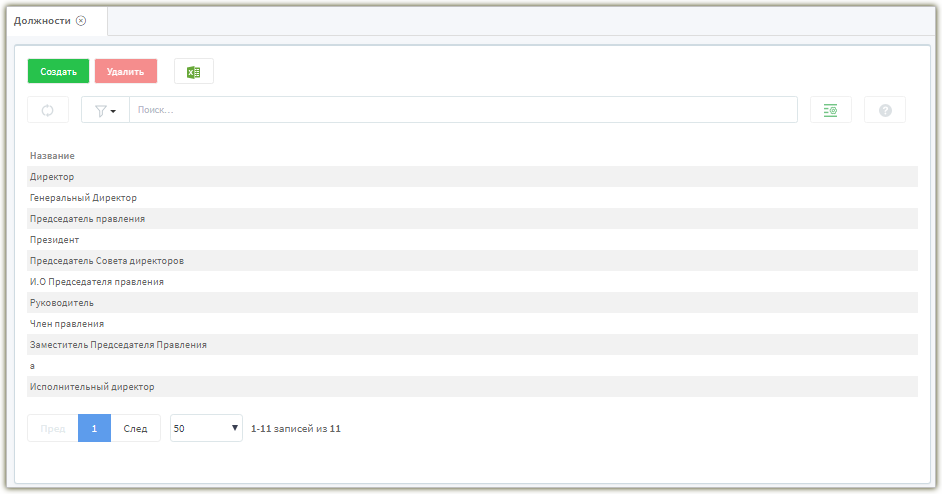 Должности
Создать Удалить
Поиск...
Название
Директор
Генеральный Директор
Председатель правления
Президент
Председатель Совета директоров
И.О Председателя правления
Руководитель
Член правления
Заместитель Председателя Правления
а
Исполнительный директор
Пред 1 След 50 1-11 записей из 11